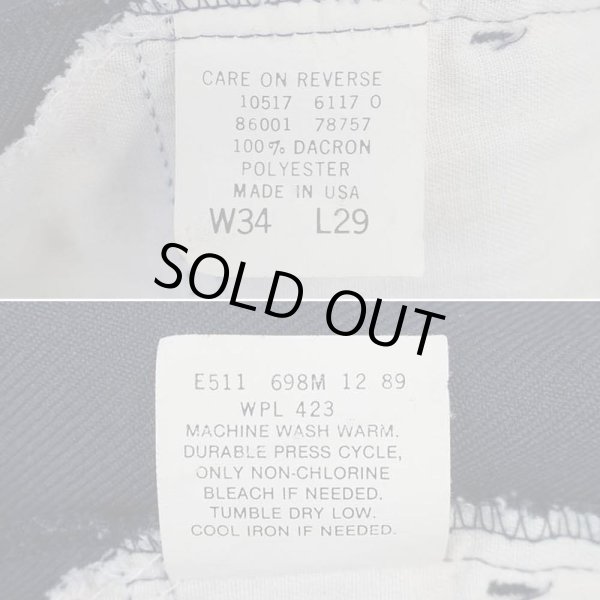 CARE ON REVERSE
10517 6117 0
86001 78757
100% DACRON
POLYESTER
MADE IN USA
W34 L29
SOLD OUT
E511 698M 12 89
WPL 423
MACHINE WASH WARM.
DURABLE PRESS CYCLE,
ONLY NON-CHLORINE
BLEACH IF NEEDED.
TUMBLE DRY LOW.
COOL IRON IF NEEDED.